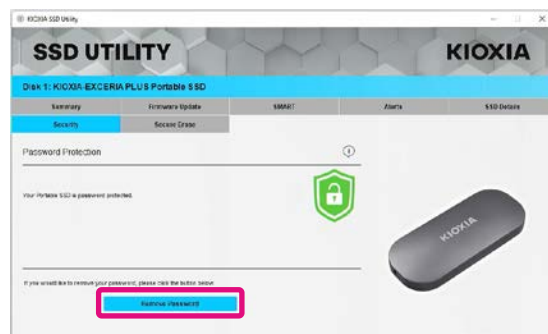 KIOXIA SSD Utility
SSD UTILITY
KIOXIA
Disk 1: KIOXIA-EXCERIA PLUS Portable SSD
Summary
Firmware Update
SMART
Alerts
SSD Details
Security
Secure Erase
Password Protection
Your Portable SSD is password protected.
KIOXIA
If you would like to remove your password, please click the button below
Remove Password